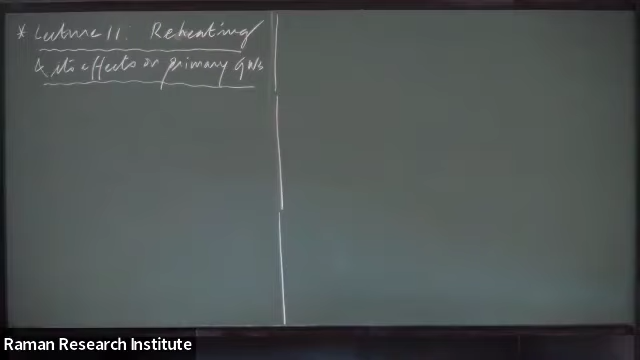 * Lecture 11: Reheating
& its effects on primary GWs
Raman Research Institute